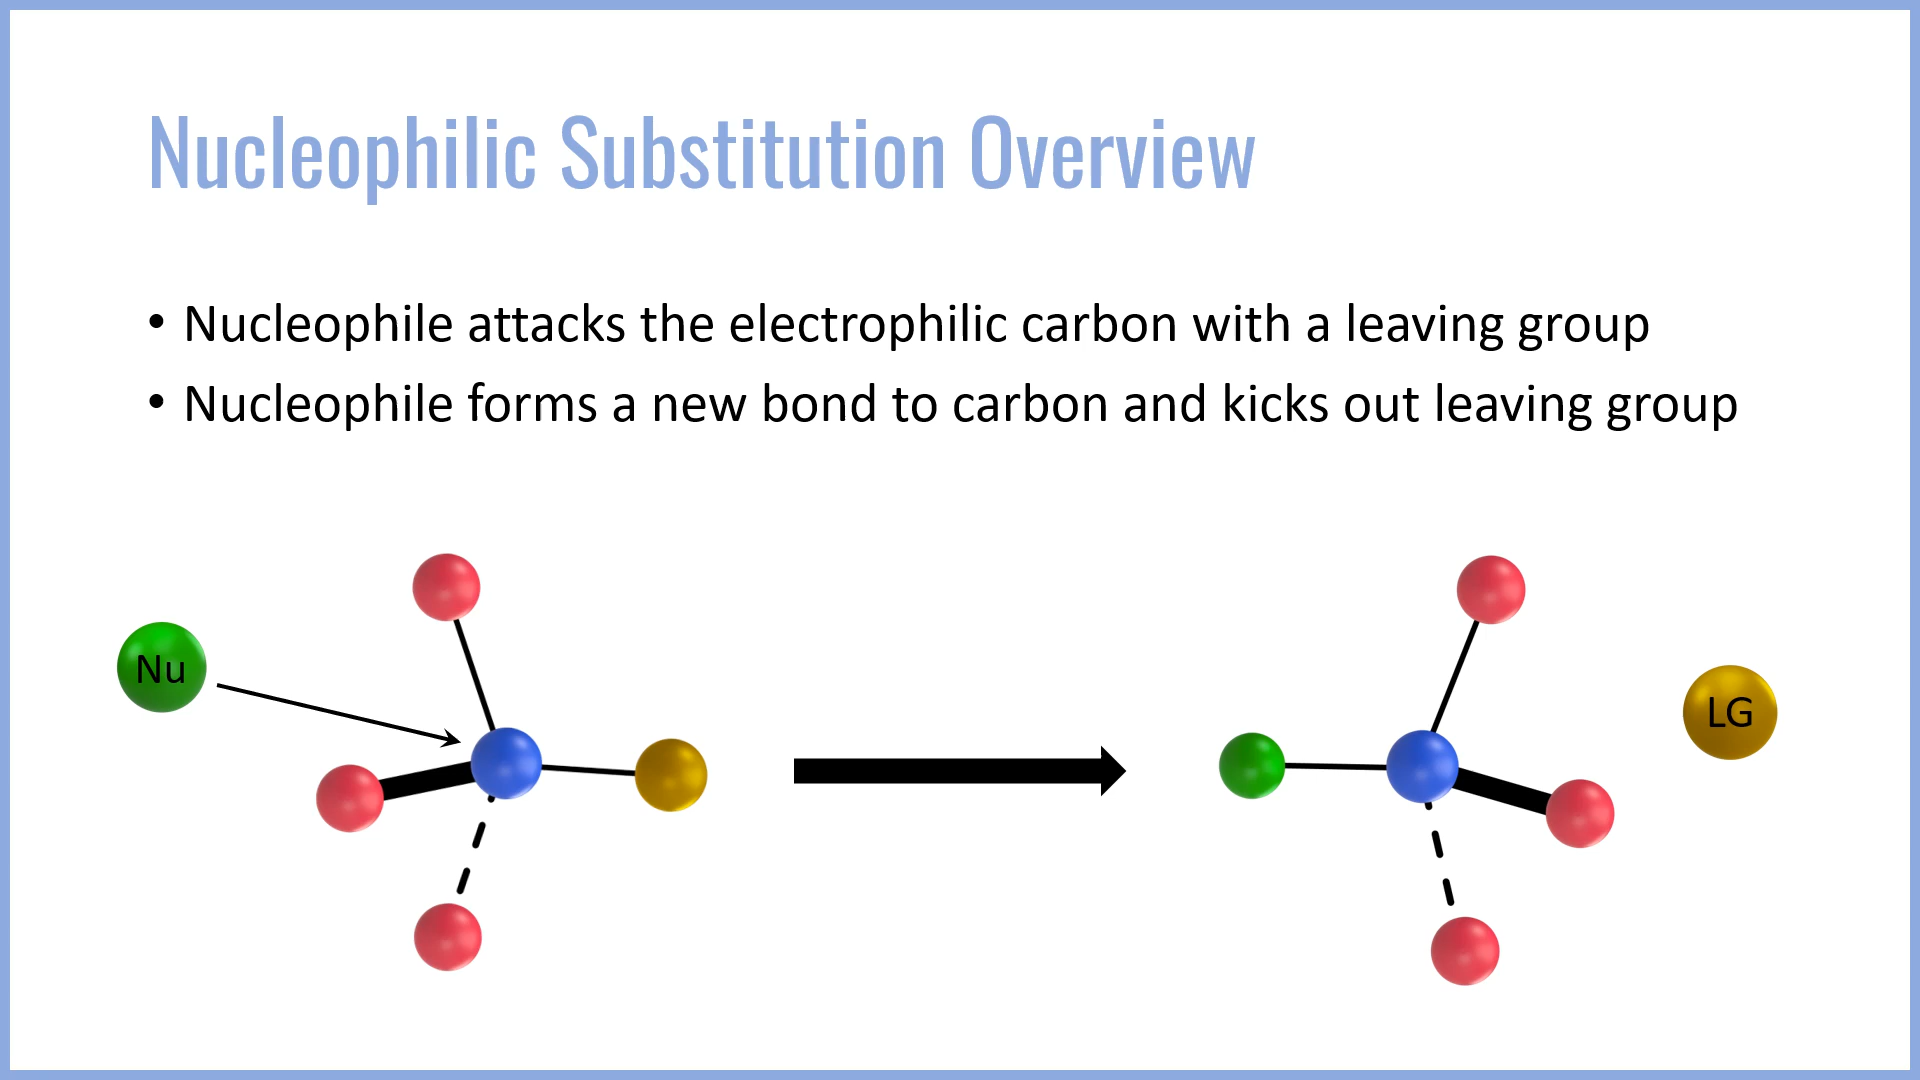 Nucleophilic Substitution Overview
• Nucleophile attacks the electrophilic carbon with a leaving group
• Nucleophile forms a new bond to carbon and kicks out leaving group
Nu
LG